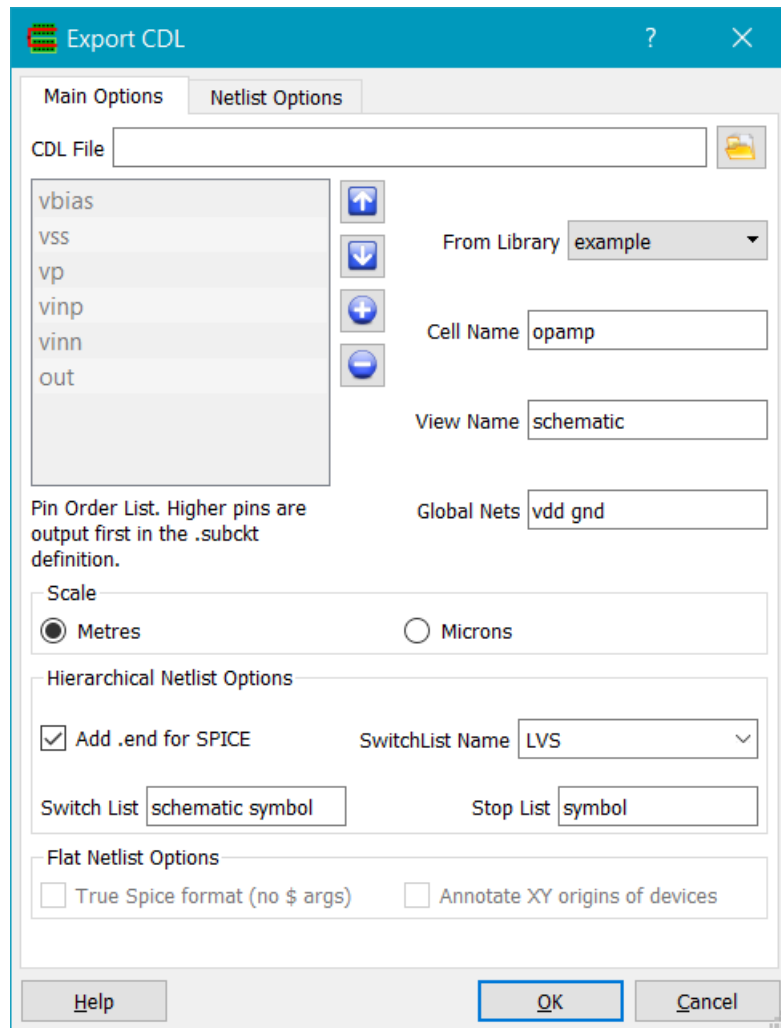 Export CDL
?
Main Options
Netlist Options
CDL File
vbias
vss
vp
vinp
vinn
out
From Library example
Cell Name opamp
View Name schematic
Global Nets vdd gnd
Pin Order List. Higher pins are
output first in the .subckt
definition.
Scale
Metres
Microns
Hierarchical Netlist Options
Add .end for SPICE
SwitchList Name LVS
Switch List schematic symbol
Stop List symbol
Flat Netlist Options
True Spice format (no $ args)
Annotate XY origins of devices
Help
OK
Cancel